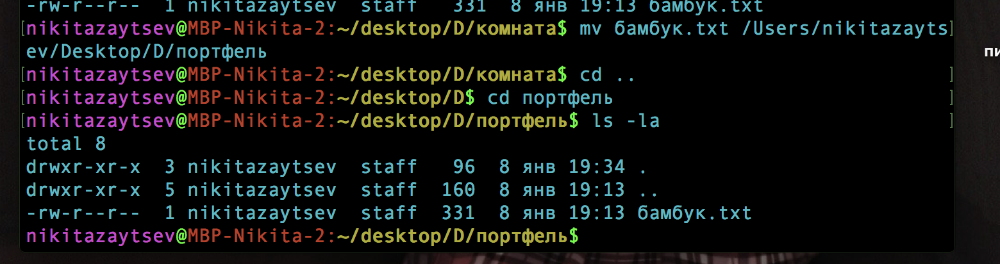 -rw-r--r--  1 nikitazaytsev  staff   331  8 янв 19:13 бамбук.txt
[nikitazaytsev@MBP-Nikita-2:~/desktop/D/комната$ mv бамбук.txt /Users/nikitazayts]
ev/Desktop/D/портфель
[nikitazaytsev@MBP-Nikita-2:~/desktop/D/комната$ cd .. ]
[nikitazaytsev@MBP-Nikita-2:~/desktop/D$ cd портфель ]
[nikitazaytsev@MBP-Nikita-2:~/desktop/D/портфель$ ls -la ]
total 8
drwxr-xr-x  3 nikitazaytsev  staff   96  8 янв 19:34 .
drwxr-xr-x  5 nikitazaytsev  staff  160  8 янв 19:13 ..
-rw-r--r--  1 nikitazaytsev  staff  331  8 янв 19:13 бамбук.txt
nikitazaytsev@MBP-Nikita-2:~/desktop/D/портфель$